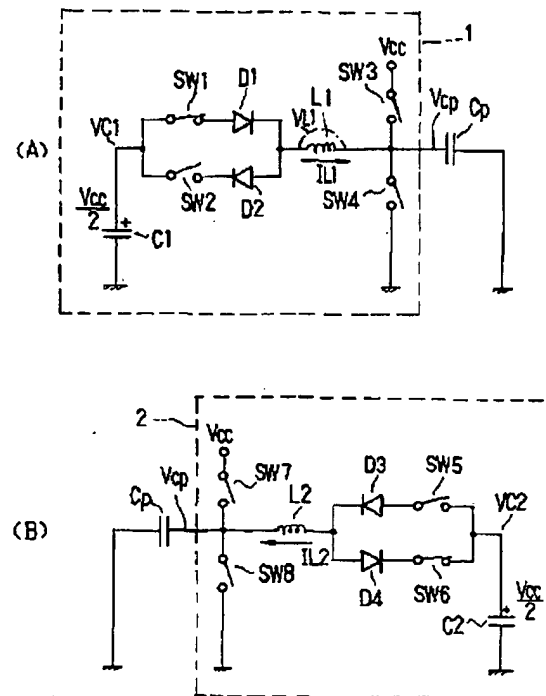 1
Vcc
SW1
D1
SW3
L1
VL1
VC1
Vcp
Cp
(A)
IL1
SW2
D2
SW4
Vcc
2
+
C1
2
Vcc
SW7
D3
SW5
Cp
Vcp
L2
VC2
(B)
IL2
SW8
D4
SW6
Vcc
2
+
C2